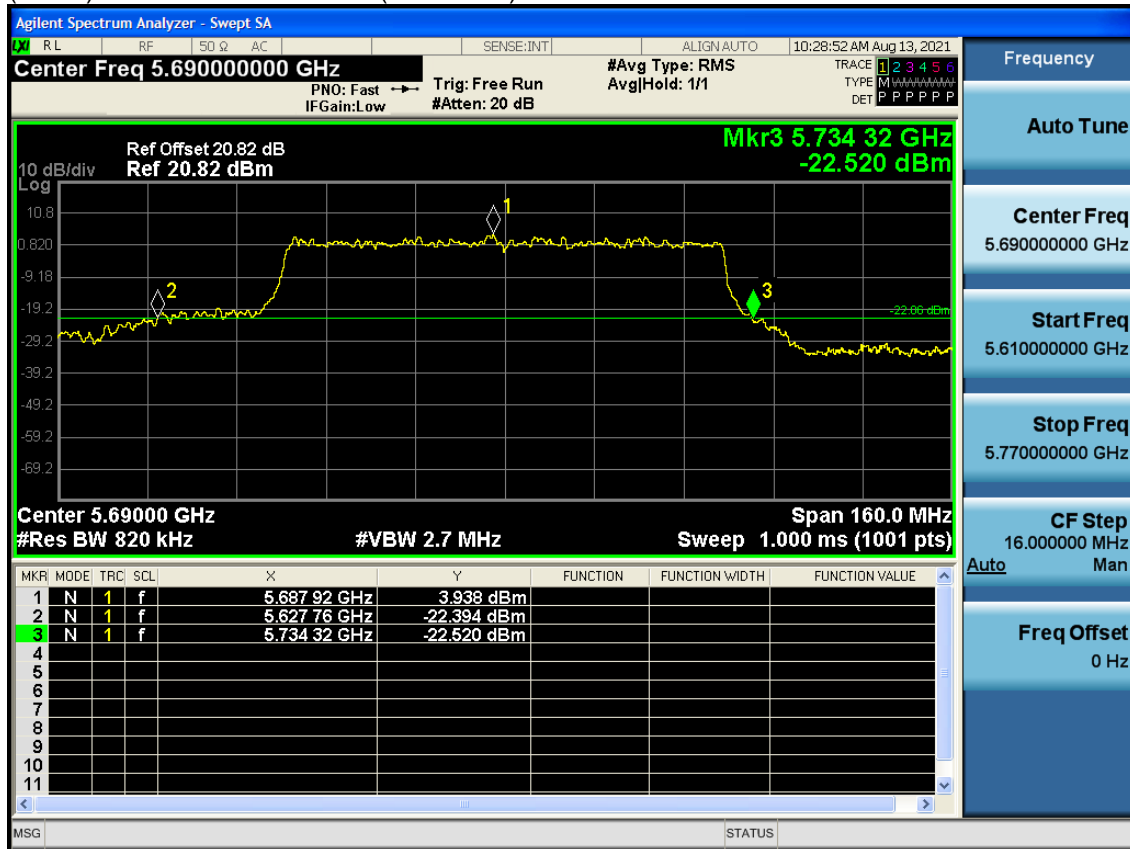 Agilent Spectrum Analyzer - Swept SA
LXI RL RF 50 Ω AC SENSE:INT ALIGN AUTO 10:28:52 AM Aug 13, 2021
Center Freq 5.690000000 GHz
PNO: Fast
IFGain:Low
Trig: Free Run
#Atten: 20 dB
#Avg Type: RMS
Avg|Hold: 1/1
TRACE 1 2 3 4 5 6
TYPE M
DET P P P P P P
Mkr3 5.734 32 GHz
-22.520 dBm
Ref Offset 20.82 dB
10 dB/div Ref 20.82 dBm
Log
10.8
0.820
-9.18
-19.2
-29.2
-39.2
-49.2
-59.2
-69.2
1
2
3
-22.06 dBm
Center 5.69000 GHz Span 160.0 MHz
#Res BW 820 kHz #VBW 2.7 MHz Sweep 1.000 ms (1001 pts)
MKR MODE TRC SCL X Y FUNCTION FUNCTION WIDTH FUNCTION VALUE
1 N 1 f 5.687 92 GHz 3.938 dBm
2 N 1 f 5.627 76 GHz -22.394 dBm
3 N 1 f 5.734 32 GHz -22.520 dBm
4
5
6
7
8
9
10
11
MSG STATUS
Frequency
Auto Tune
Center Freq
5.690000000 GHz
Start Freq
5.610000000 GHz
Stop Freq
5.770000000 GHz
CF Step
16.000000 MHz
Auto Man
Freq Offset
0 Hz